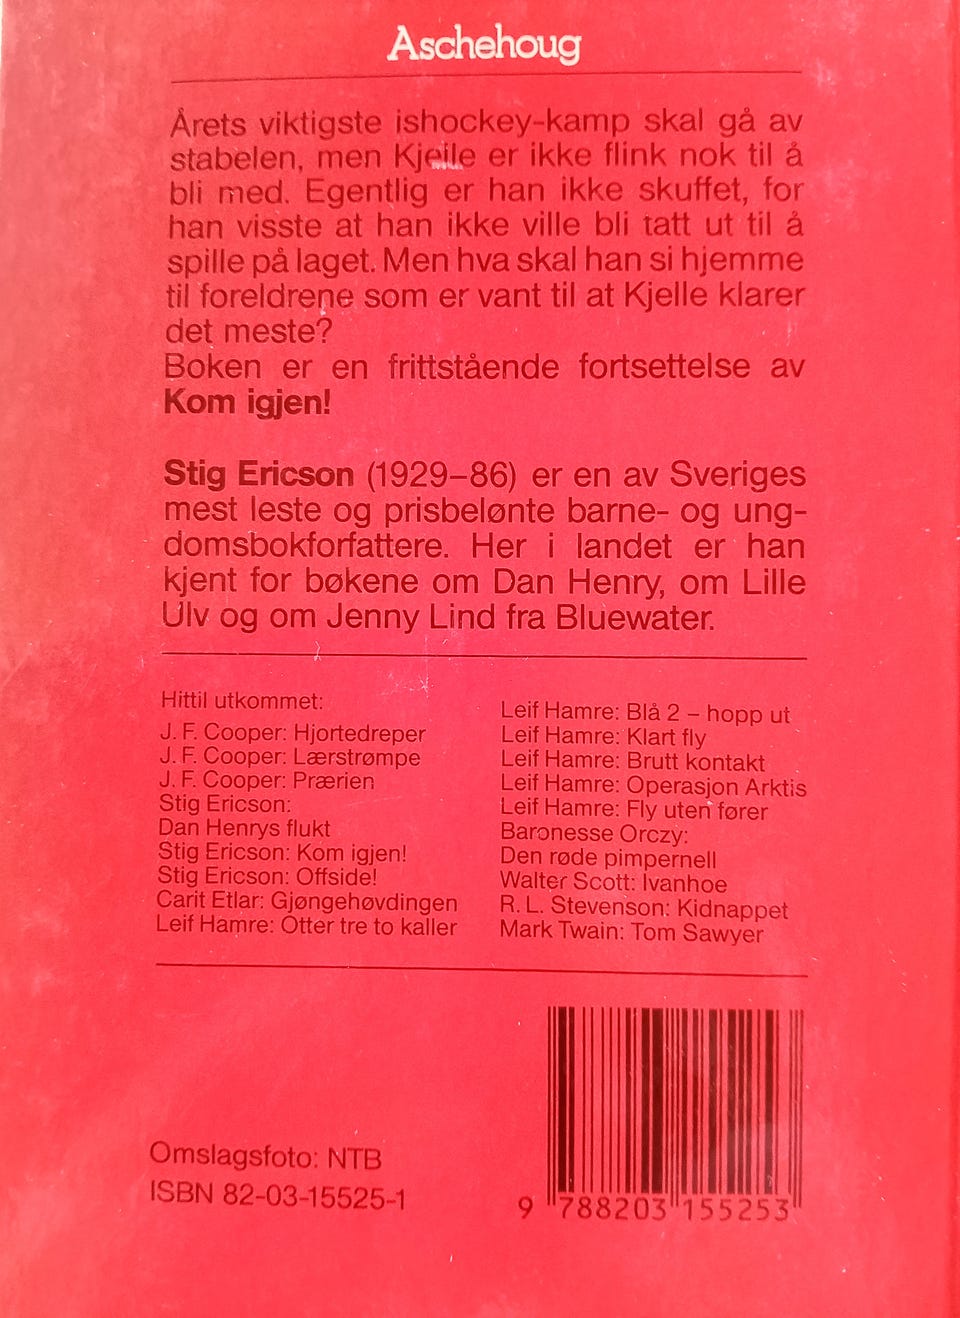 Aschehoug
Årets viktigste ishockey-kamp skal gå av
stabelen, men Kjelle er ikke flink nok til å
bli med. Egentlig er han ikke skuffet, for
han visste at han ikke ville bli tatt ut til å
spille på laget. Men hva skal han si hjemme
til foreldrene som er vant til at Kjelle klarer
det meste?
Boken er en frittstående fortsettelse av
Kom igjen!
Stig Ericson (1929–86) er en av Sveriges
mest leste og prisbelønte barne- og ung-
domsbokforfattere. Her i landet er han
kjent for bøkene om Dan Henry, om Lille
Ulv og om Jenny Lind fra Bluewater.
Hittil utkommet:
J. F. Cooper: Hjortedreper
J. F. Cooper: Lærstrømpe
J. F. Cooper: Prærien
Stig Ericson:
Dan Henrys flukt
Stig Ericson: Kom igjen!
Stig Ericson: Offside!
Carit Etlar: Gjøngehøvdingen
Leif Hamre: Otter tre to kaller
Leif Hamre: Blå 2 – hopp ut
Leif Hamre: Klart fly
Leif Hamre: Brutt kontakt
Leif Hamre: Operasjon Arktis
Leif Hamre: Fly uten fører
Baronesse Orczy:
Den røde pimpernell
Walter Scott: Ivanhoe
R. L. Stevenson: Kidnappet
Mark Twain: Tom Sawyer
Omslagsfoto: NTB
ISBN 82-03-15525-1
9 788203 155253